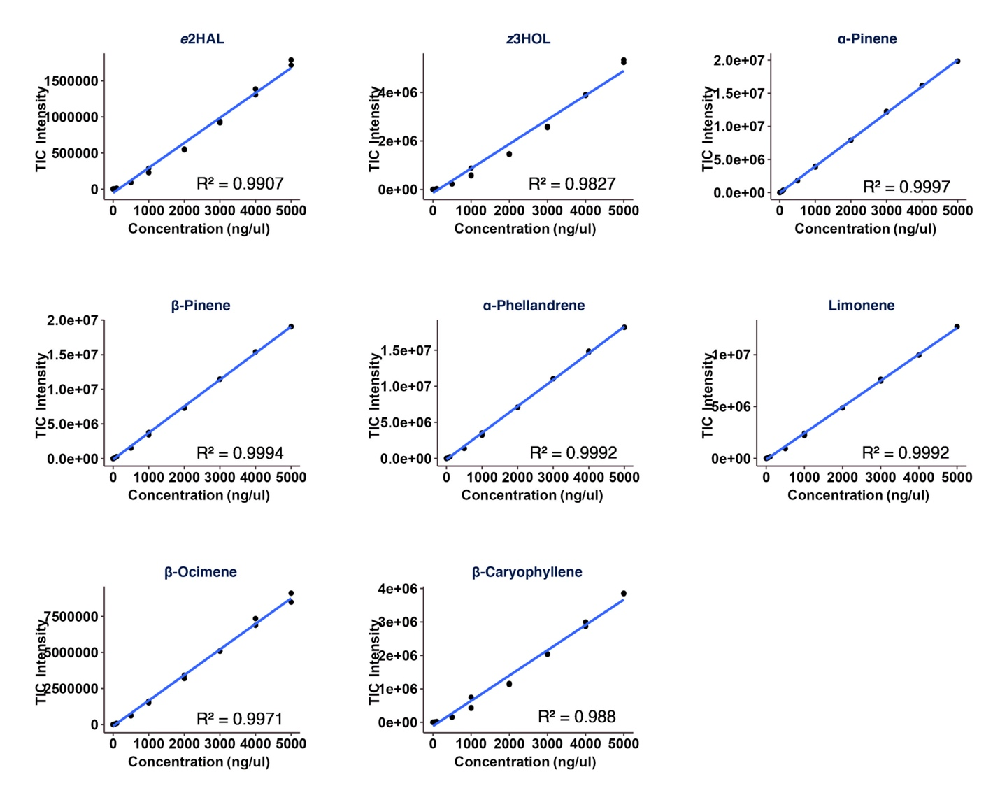 e2HAL
TIC Intensity
1500000
1000000
500000
0
R² = 0.9907
0 1000 2000 3000 4000 5000
Concentration (ng/ul)
z3HOL
TIC Intensity
4e+06
2e+06
0e+00
R² = 0.9827
0 1000 2000 3000 4000 5000
Concentration (ng/ul)
α-Pinene
TIC Intensity
2.0e+07
1.5e+07
1.0e+07
5.0e+06
0.0e+00
R² = 0.9997
0 1000 2000 3000 4000 5000
Concentration (ng/ul)
β-Pinene
TIC Intensity
2.0e+07
1.5e+07
1.0e+07
5.0e+06
0.0e+00
R² = 0.9994
0 1000 2000 3000 4000 5000
Concentration (ng/ul)
α-Phellandrene
TIC Intensity
1.5e+07
1.0e+07
5.0e+06
0.0e+00
R² = 0.9992
0 1000 2000 3000 4000 5000
Concentration (ng/ul)
Limonene
TIC Intensity
1e+07
5e+06
0e+00
R² = 0.9992
0 1000 2000 3000 4000 5000
Concentration (ng/ul)
β-Ocimene
TIC Intensity
7500000
5000000
2500000
0
R² = 0.9971
0 1000 2000 3000 4000 5000
Concentration (ng/ul)
β-Caryophyllene
TIC Intensity
4e+06
3e+06
2e+06
1e+06
0e+00
R² = 0.988
0 1000 2000 3000 4000 5000
Concentration (ng/ul)